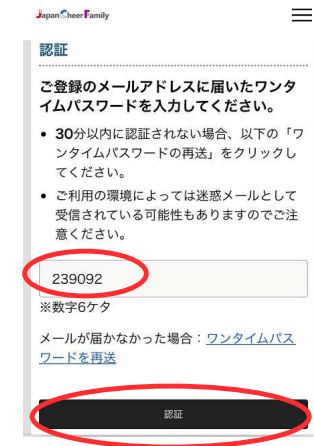 Japan Cheer Family
認証
ご登録のメールアドレスに届いたワンタ
イムパスワードを入力してください。
• 30分以内に認証されない場合、以下の「ワ
ンタイムパスワードの再送」をクリックし
てください。
• ご利用の環境によっては迷惑メールとして
受信されている可能性もありますのでご注
意ください。
239092
※数字6ケタ
メールが届かなかった場合：ワンタイムパス
ワードを再送
認証